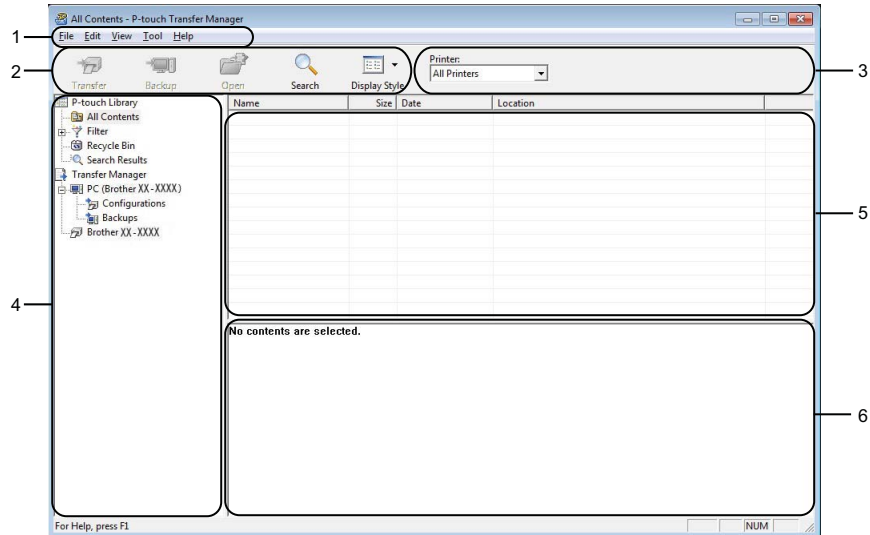 All Contents - P-touch Transfer Manager
1
File Edit View Tool Help
2
Transfer Backup Open Search Display Style
Printer:
All Printers
3
P-touch Library
All Contents
Filter
Recycle Bin
Search Results
Transfer Manager
PC (Brother XX-XXXX)
Configurations
Backups
Brother XX-XXXX
4
Name Size Date Location
5
No contents are selected.
6
For Help, press F1
NUM